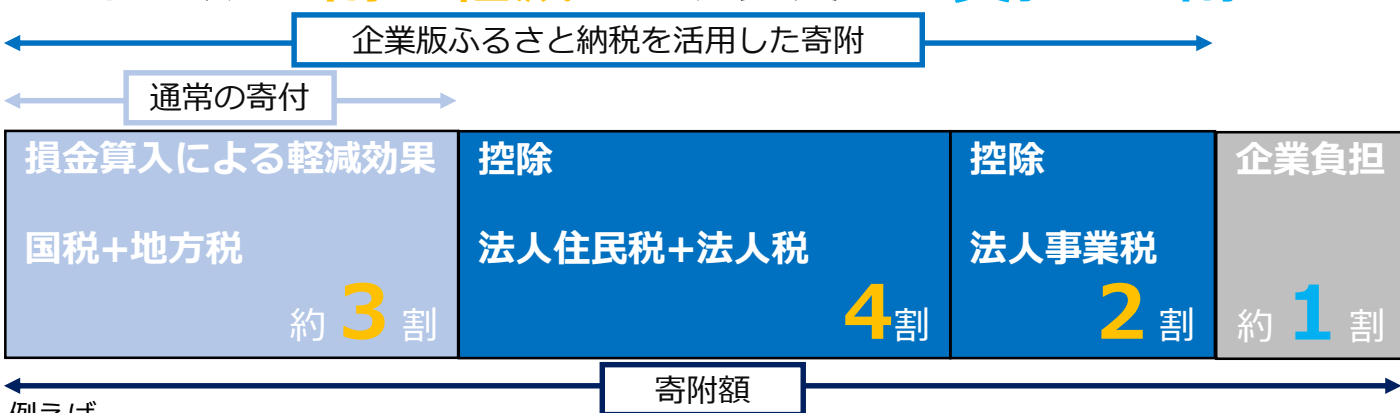 企業版ふるさと納税を活用した寄附
通常の寄付
損金算入による軽減効果
国税+地方税
約 3 割
控除
法人住民税+法人税
4割
控除
法人事業税
2 割
企業負担
約 1 割
寄附額
例えば